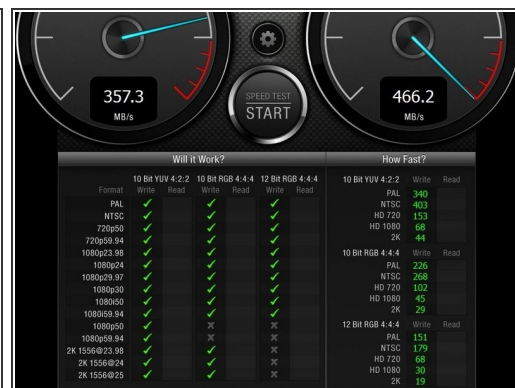 357.3
MB/s
SPEED TEST
START
466.2
MB/s
Will it Work?
10 Bit YUV 4:2:2 10 Bit RGB 4:4:4 12 Bit RGB 4:4:4
Format Write Read Write Read Write Read
PAL ✓ ✓ ✓
NTSC ✓ ✓ ✓
720p50 ✓ ✓ ✓
720p59.94 ✓ ✓ ✓
1080p23.98 ✓ ✓ ✓
1080p24 ✓ ✓ ✓
1080p29.97 ✓ ✓ ✓
1080p30 ✓ ✓ ✓
1080i50 ✓ ✓ ✓
1080i59.94 ✓ ✓ ✓
1080p50 ✓ ✗ ✗
1080p59.94 ✓ ✗ ✗
2K 1556@23.98 ✓ ✓ ✗
2K 1556@24 ✓ ✓ ✗
2K 1556@25 ✓ ✓ ✗
How Fast?
10 Bit YUV 4:2:2 Write Read
PAL 340
NTSC 403
HD 720 153
HD 1080 68
2K 44
10 Bit RGB 4:4:4 Write Read
PAL 226
NTSC 268
HD 720 102
HD 1080 45
2K 29
12 Bit RGB 4:4:4 Write Read
PAL 151
NTSC 179
HD 720 68
HD 1080 30
2K 19